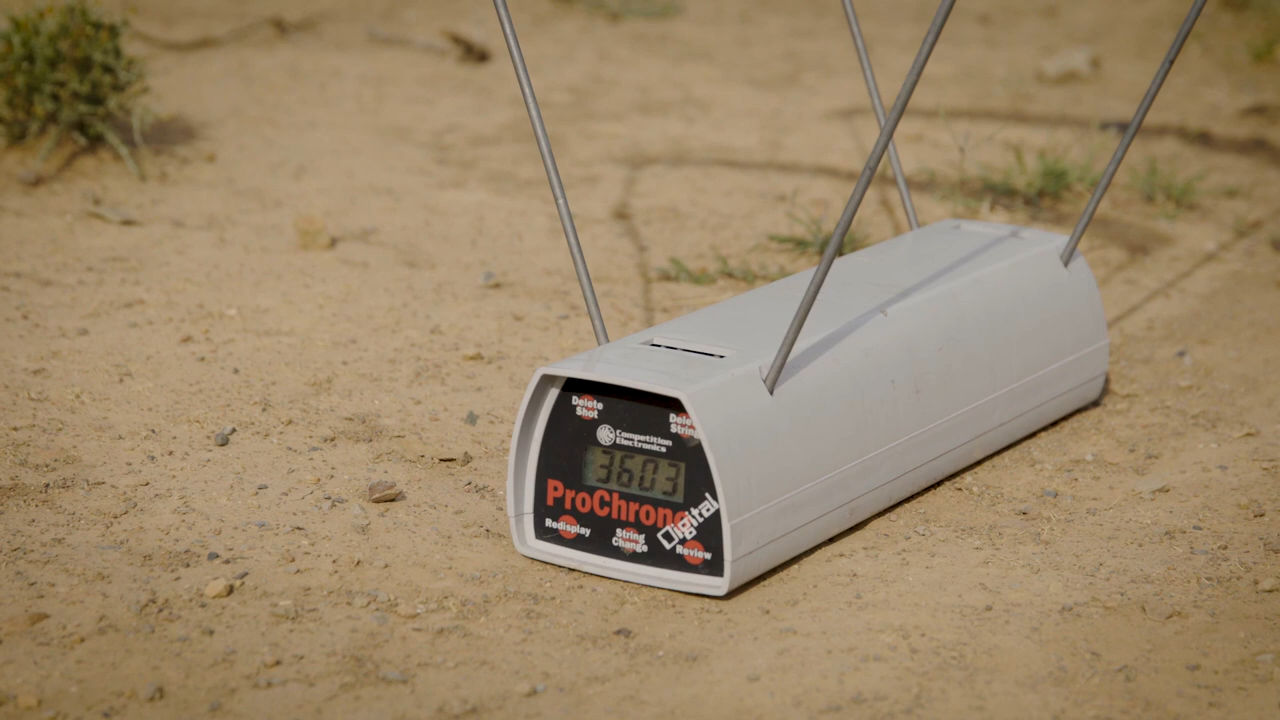 Delete
Shot
Delete
String
Competition
Electronics
3603
ProChrono
Digital
Redisplay
String
Change
Review